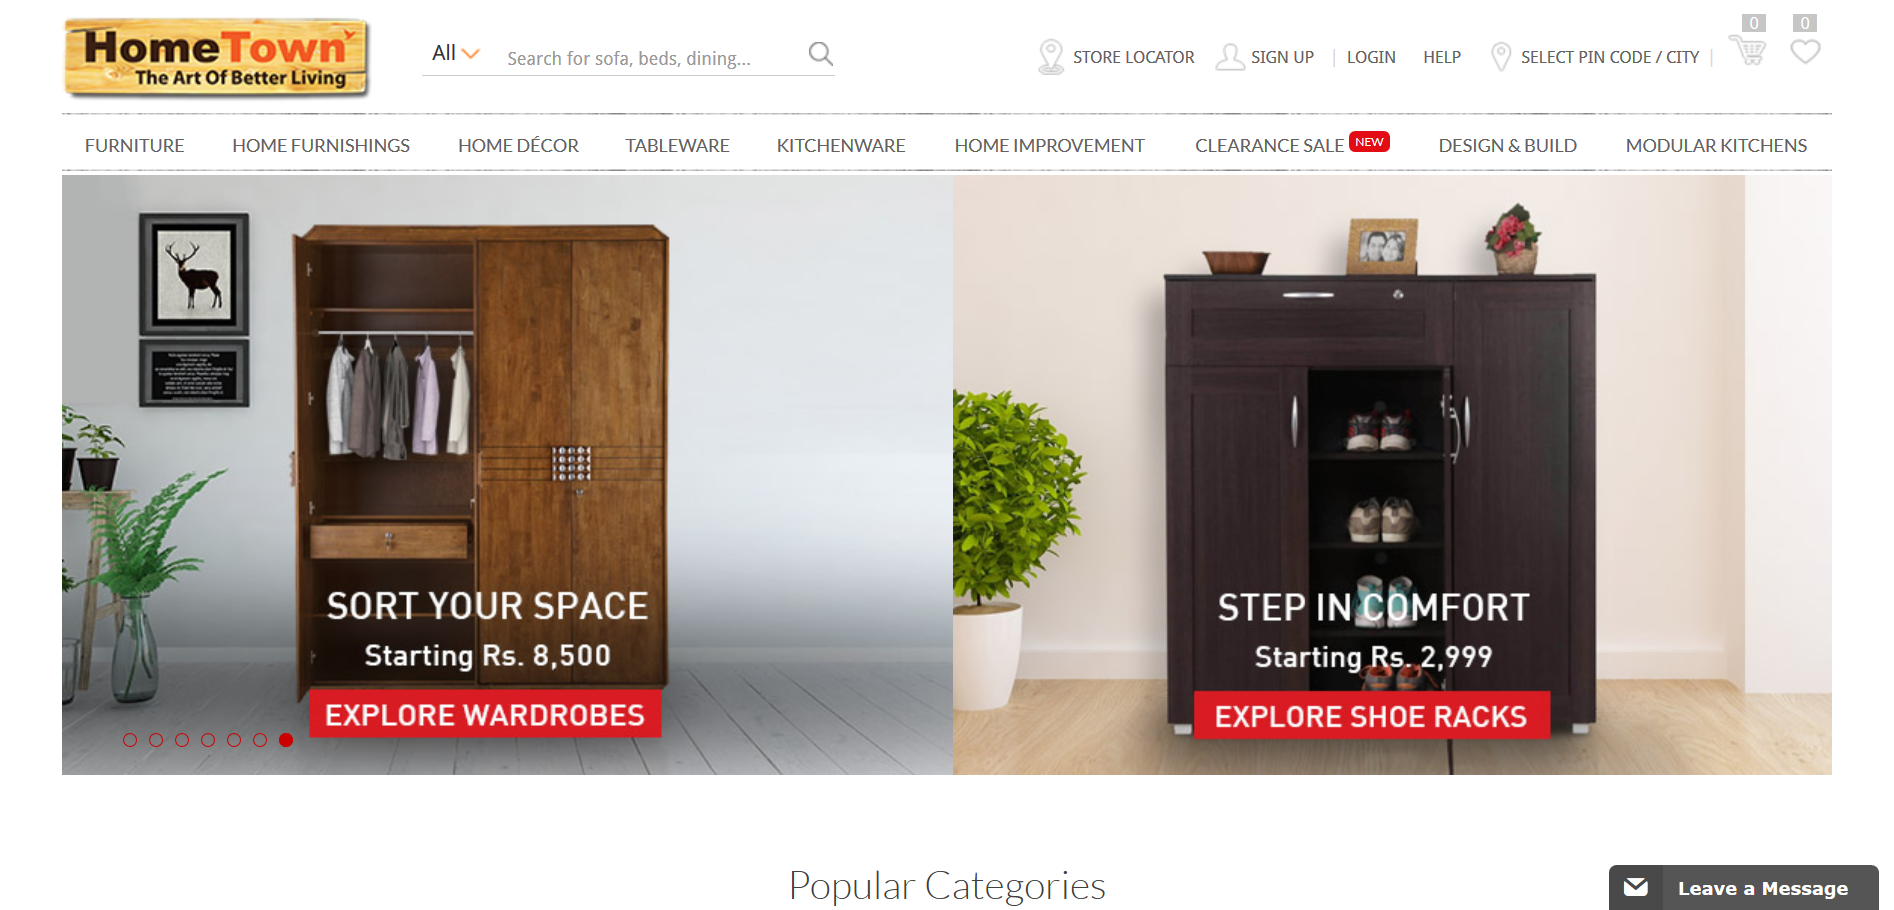 HomeTown
The Art Of Better Living
All
Search for sofa, beds, dining...
STORE LOCATOR
SIGN UP
LOGIN
HELP
SELECT PIN CODE / CITY
0
0
FURNITURE
HOME FURNISHINGS
HOME DÉCOR
TABLEWARE
KITCHENWARE
HOME IMPROVEMENT
CLEARANCE SALE NEW
DESIGN & BUILD
MODULAR KITCHENS
SORT YOUR SPACE
Starting Rs. 8,500
EXPLORE WARDROBES
STEP IN COMFORT
Starting Rs. 2,999
EXPLORE SHOE RACKS
Popular Categories
Leave a Message